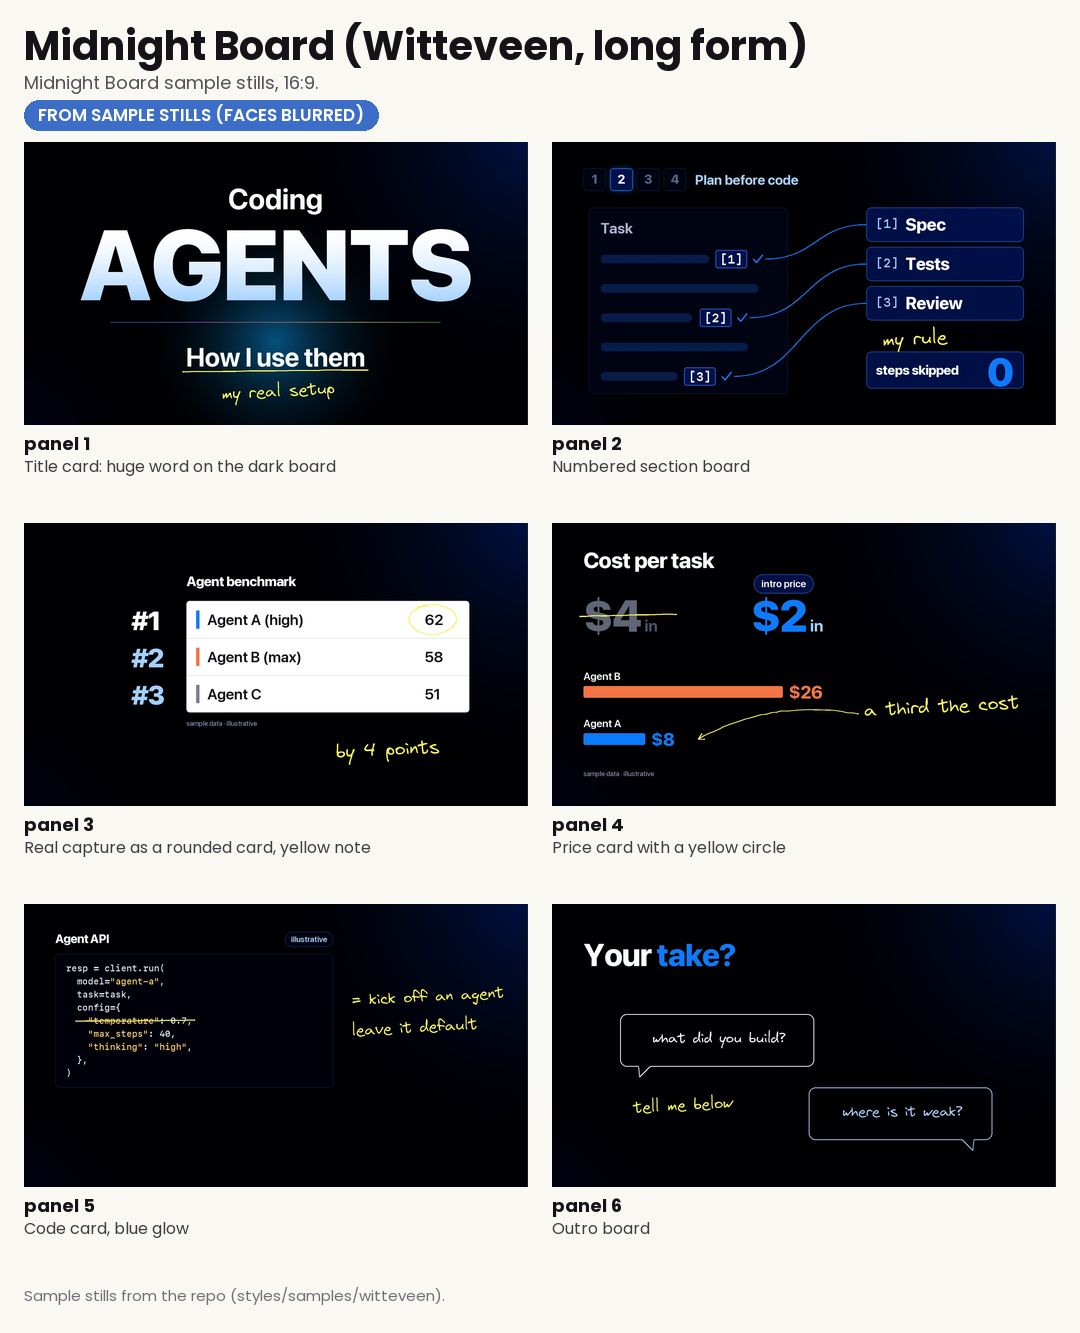 Midnight Board (Witteveen, long form)
Midnight Board sample stills, 16:9.
FROM SAMPLE STILLS (FACES BLURRED)
Coding
AGENTS
How I use them
my real setup
panel 1
Title card: huge word on the dark board
1 2 3 4 Plan before code
Task
[1]
[2]
[3]
[1] Spec
[2] Tests
[3] Review
my rule
steps skipped 0
panel 2
Numbered section board
Agent benchmark
#1 Agent A (high) 62
#2 Agent B (max) 58
#3 Agent C 51
sample data · illustrative
by 4 points
panel 3
Real capture as a rounded card, yellow note
Cost per task
intro price
$4 in $2 in
Agent B
$26
a third the cost
Agent A
$8
sample data · illustrative
panel 4
Price card with a yellow circle
Agent API illustrative
resp = client.run(
model="agent-a",
task=task,
config={
"temperature": 0.7,
"max_steps": 40,
"thinking": "high",
},
)
= kick off an agent
leave it default
panel 5
Code card, blue glow
Your take?
what did you build?
tell me below
where is it weak?
panel 6
Outro board
Sample stills from the repo (styles/samples/witteveen).